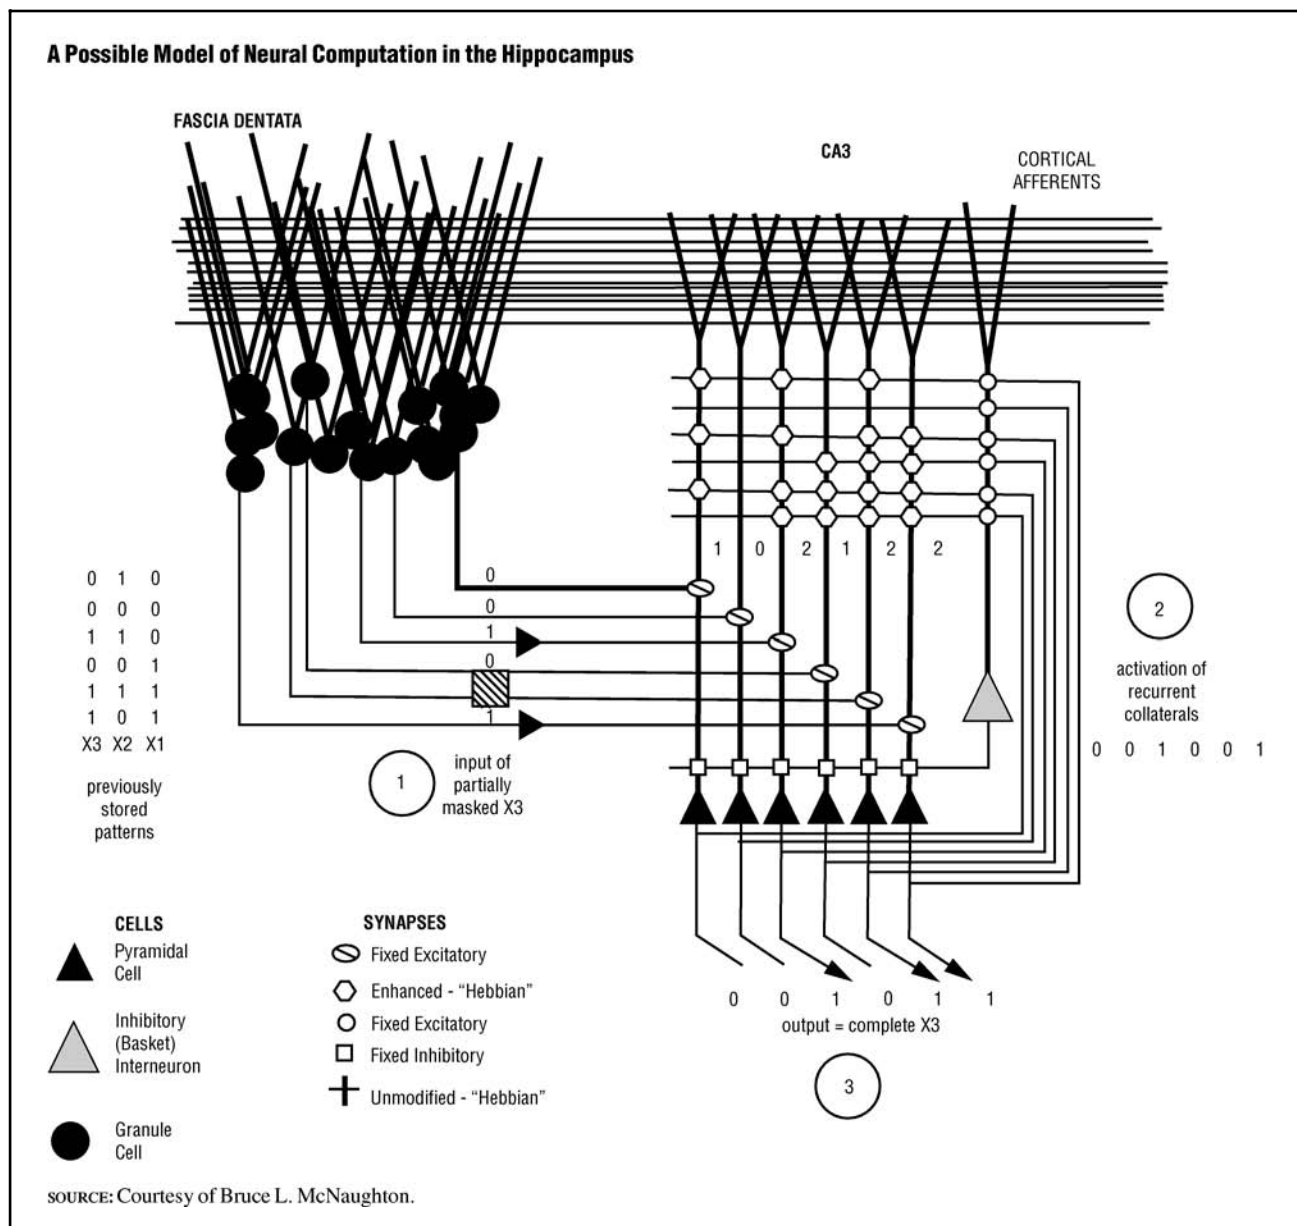 A Possible Model of Neural Computation in the Hippocampus
FASCIA DENTATA
CA3
CORTICAL
AFFERENTS
1 0 2 1 2 2
0
0
1
0
1
0 1 0
0 0 0
1 1 0
0 0 1
1 1 1
1 0 1
X3 X2 X1
previously
stored
patterns
1
input of
partially
masked X3
2
activation of
recurrent
collaterals
0 0 1 0 0 1
0 0 1 0 1 1
output = complete X3
3
CELLS
Pyramidal
Cell
Inhibitory
(Basket)
Interneuron
Granule
Cell
SYNAPSES
Fixed Excitatory
Enhanced - “Hebbian”
Fixed Excitatory
Fixed Inhibitory
Unmodified - “Hebbian”
SOURCE: Courtesy of Bruce L. McNaughton.